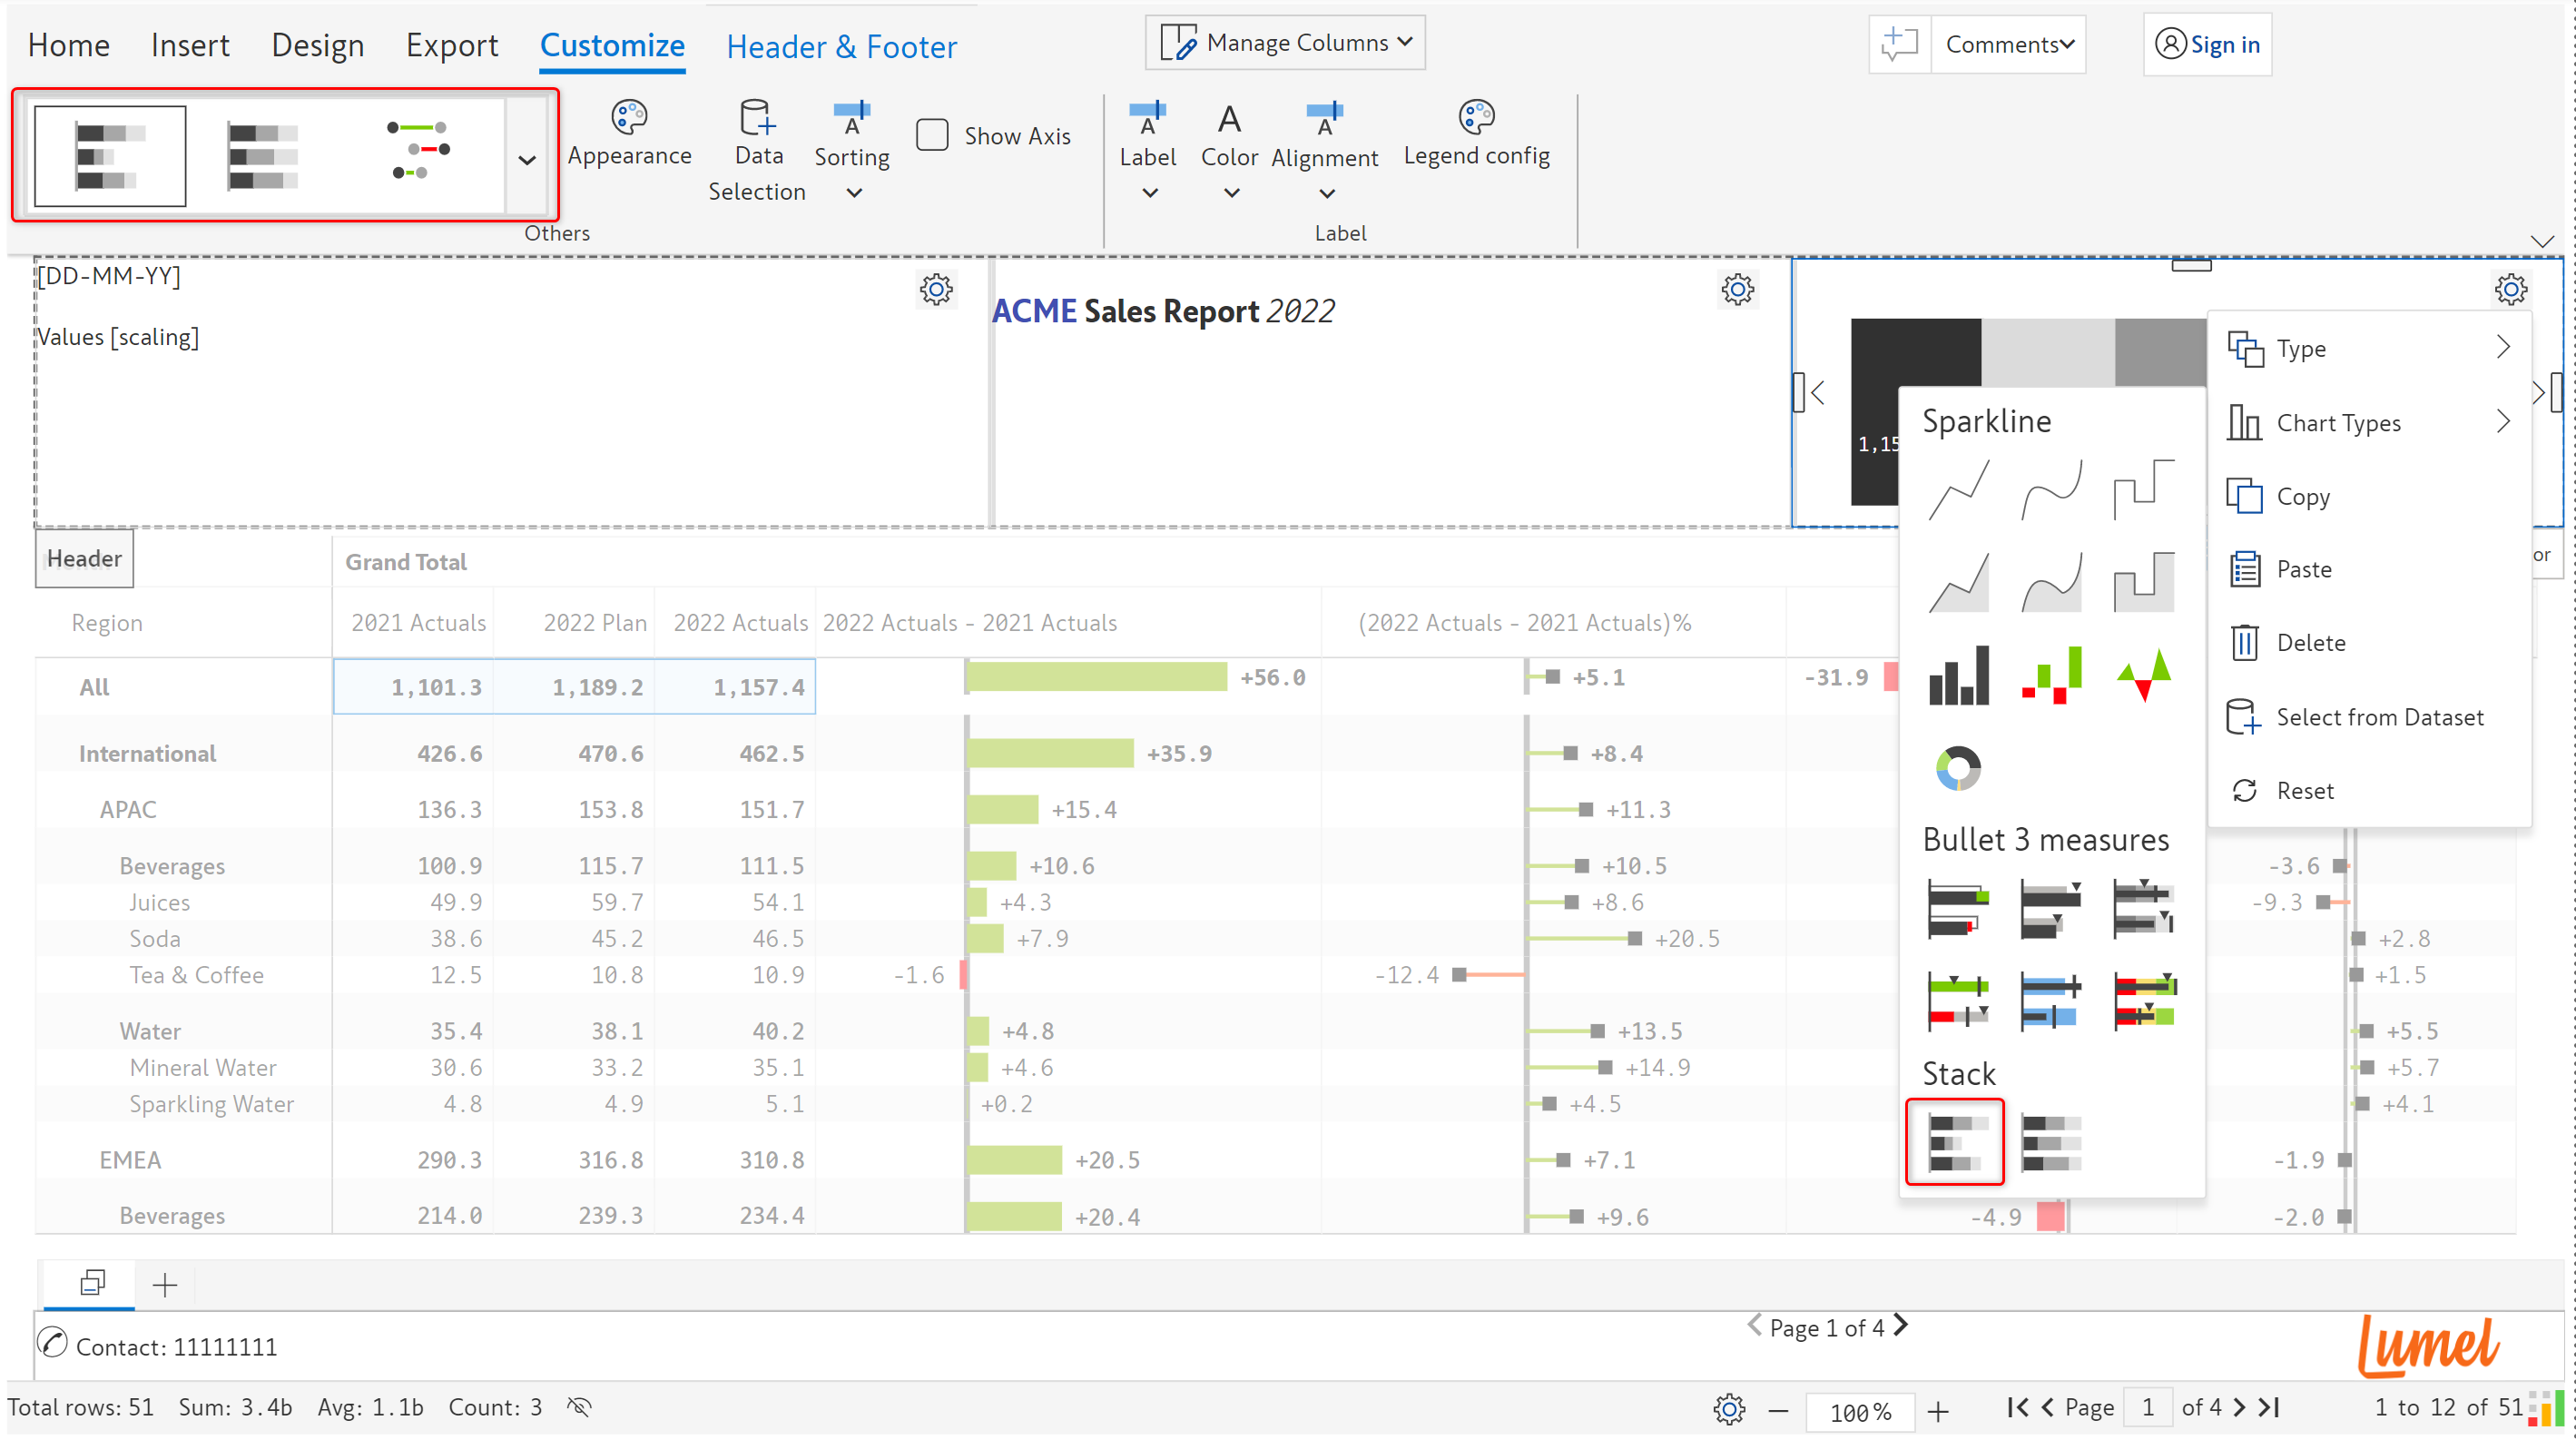 Home Insert Design Export Customize Header & Footer Manage Columns Comments Sign in
Appearance Data Selection Sorting Show Axis Label Color Alignment Legend config
Others Label
[DD-MM-YY]
Values [scaling]
ACME Sales Report 2022
1,15
Type
Chart Types
Copy
Paste
Delete
Select from Dataset
Reset
Sparkline
Bullet 3 measures
Stack
Header
Grand Total
or
Region 2021 Actuals 2022 Plan 2022 Actuals 2022 Actuals - 2021 Actuals (2022 Actuals - 2021 Actuals)%
All 1,101.3 1,189.2 1,157.4 +56.0 +5.1 -31.9
International 426.6 470.6 462.5 +35.9 +8.4
APAC 136.3 153.8 151.7 +15.4 +11.3
Beverages 100.9 115.7 111.5 +10.6 +10.5 -3.6
Juices 49.9 59.7 54.1 +4.3 +8.6 -9.3
Soda 38.6 45.2 46.5 +7.9 +20.5 +2.8
Tea & Coffee 12.5 10.8 10.9 -1.6 -12.4 +1.5
Water 35.4 38.1 40.2 +4.8 +13.5 +5.5
Mineral Water 30.6 33.2 35.1 +4.6 +14.9 +5.7
Sparkling Water 4.8 4.9 5.1 +0.2 +4.5 +4.1
EMEA 290.3 316.8 310.8 +20.5 +7.1 -1.9
Beverages 214.0 239.3 234.4 +20.4 +9.6 -4.9 -2.0
Contact: 11111111 Page 1 of 4 Lumel
Total rows: 51 Sum: 3.4b Avg: 1.1b Count: 3 100% Page 1 of 4 1 to 12 of 51